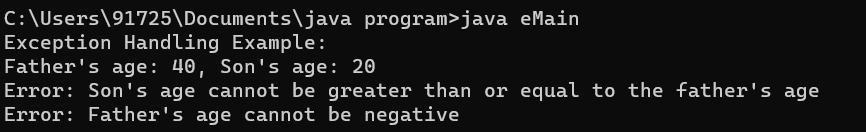 C:\Users\91725\Documents\java program>java eMain
Exception Handling Example:
Father's age: 40, Son's age: 20
Error: Son's age cannot be greater than or equal to the father's age
Error: Father's age cannot be negative